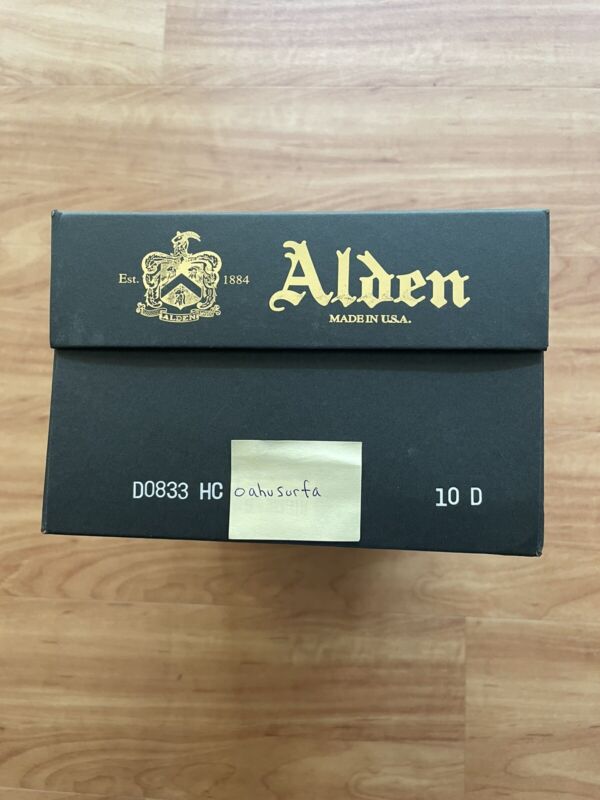 Est. 1884 Alden
ALDEN
MADE IN U.S.A.
D0833 HC oahusurfa 10 D